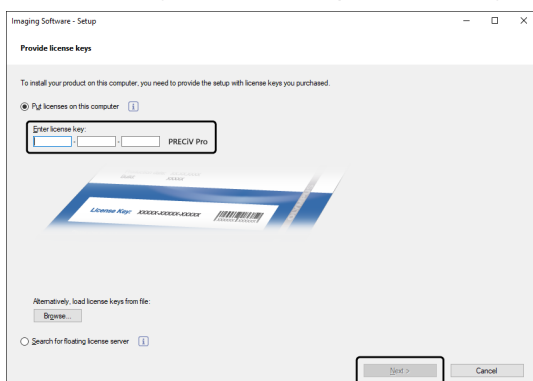 Imaging Software - Setup
Provide license keys
To install your product on this computer, you need to provide the setup with license keys you purchased.
Put licenses on this computer
Enter license key:
- - PRECiV Pro
XXXXX
License Key: XXXXX-XXXXX-XXXXX
Alternatively, load license keys from file:
Browse...
Search for floating license server
Next >
Cancel